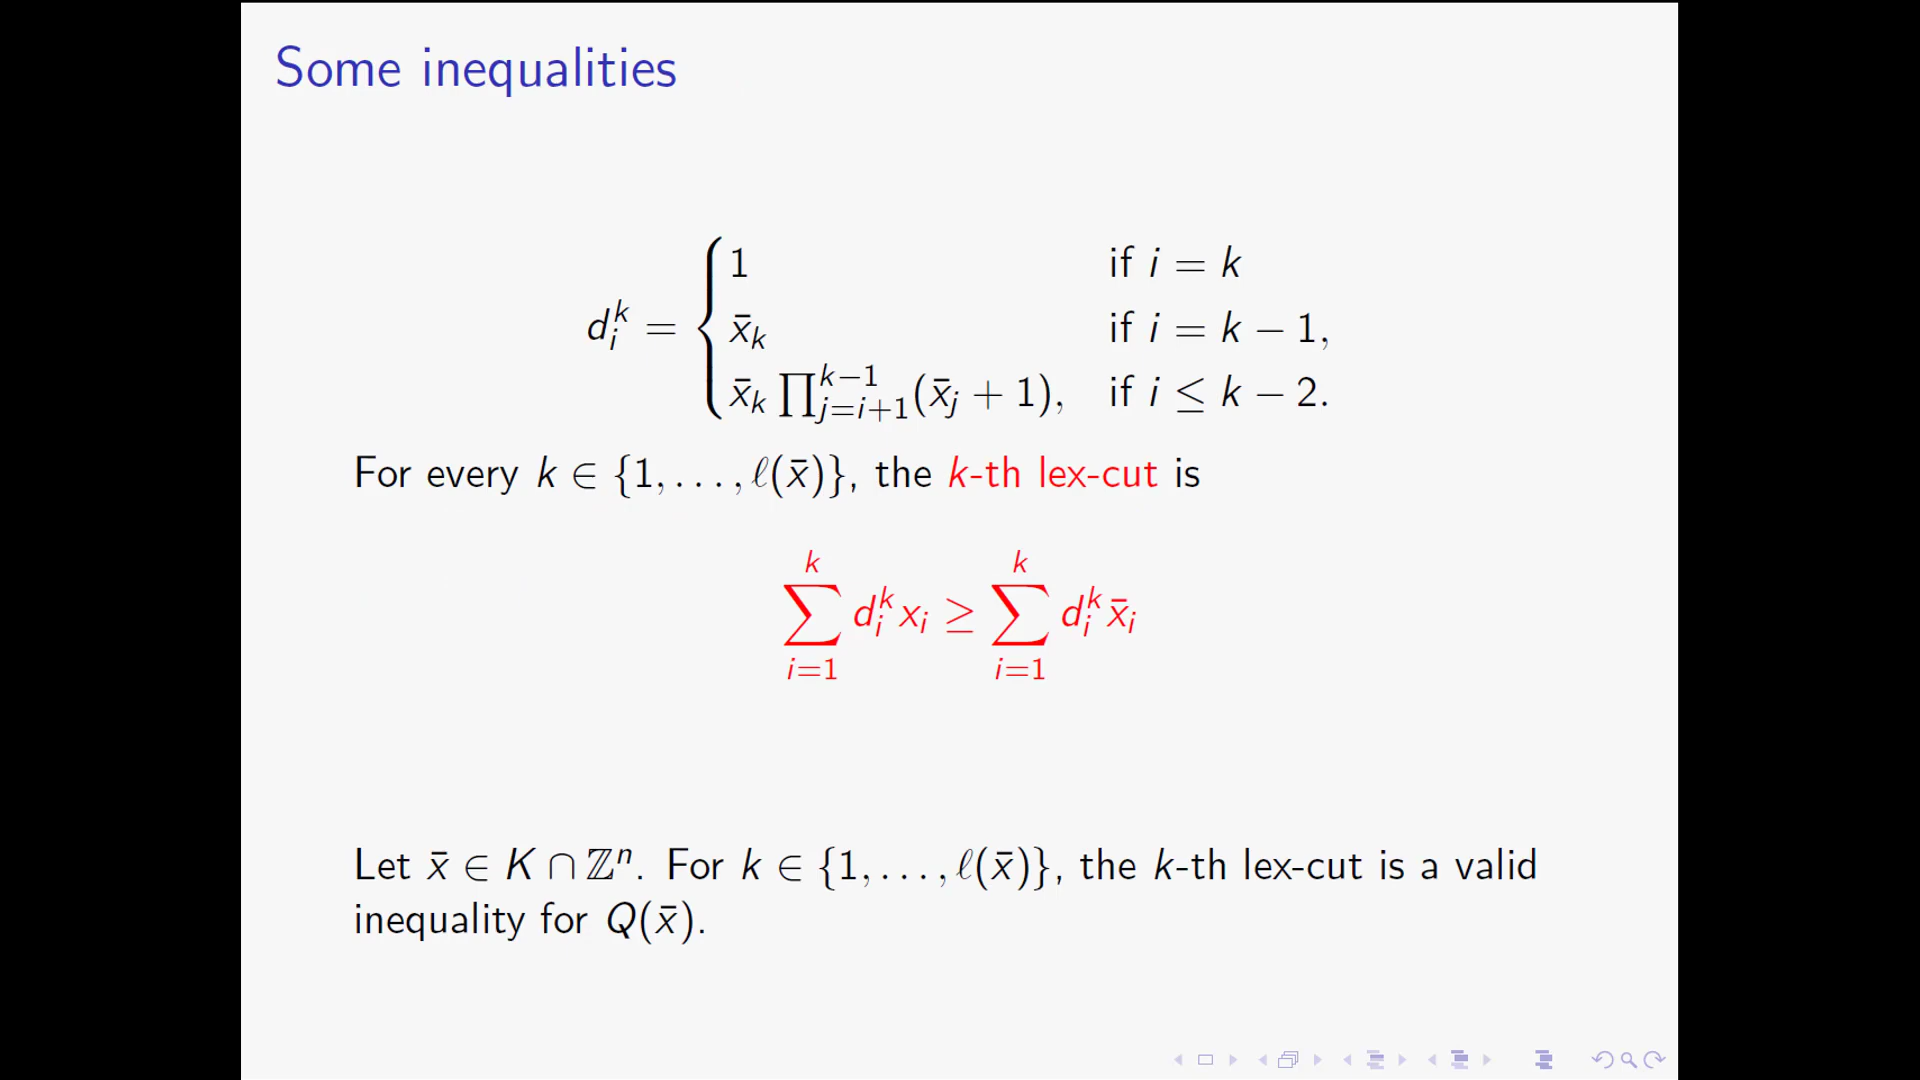 Some inequalities
1 if i = k
d_i^k = { x̄_k if i = k − 1,
x̄_k ∏_{j=i+1}^{k−1}(x̄_j + 1), if i ≤ k − 2.
For every k ∈ {1, . . . , ℓ(x̄)}, the k-th lex-cut is
∑_{i=1}^{k} d_i^k x_i ≥ ∑_{i=1}^{k} d_i^k x̄_i
Let x̄ ∈ K ∩ ℤ^n. For k ∈ {1, . . . , ℓ(x̄)}, the k-th lex-cut is a valid
inequality for Q(x̄).